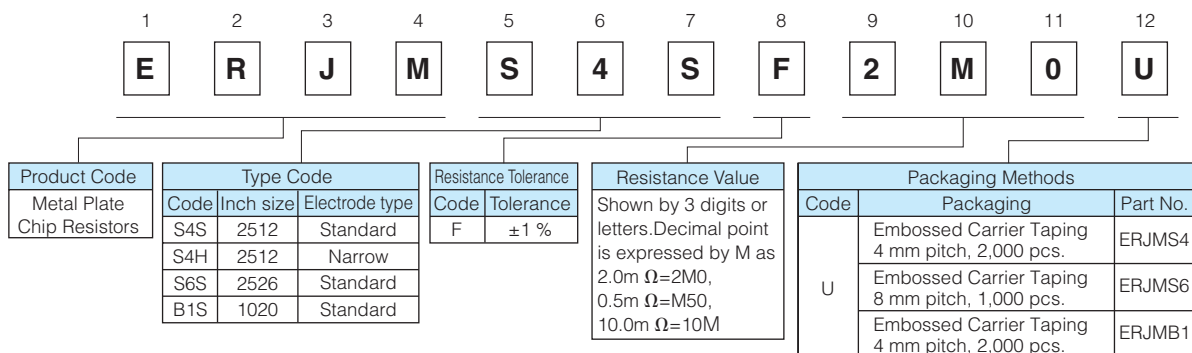 1 2 3 4 5 6 7 8 9 10 11 12
E R J M S 4 S F 2 M 0 U
Product Code
Metal Plate
Chip Resistors
Type Code
Code Inch size Electrode type
S4S 2512 Standard
S4H 2512 Narrow
S6S 2526 Standard
B1S 1020 Standard
Resistance Tolerance
Code Tolerance
F ±1 %
Resistance Value
Shown by 3 digits or
letters.Decimal point
is expressed by M as
2.0m Ω=2M0,
0.5m Ω=M50,
10.0m Ω=10M
Packaging Methods
Code Packaging Part No.
U
Embossed Carrier Taping
4 mm pitch, 2,000 pcs.
ERJMS4
Embossed Carrier Taping
8 mm pitch, 1,000 pcs.
ERJMS6
Embossed Carrier Taping
4 mm pitch, 2,000 pcs.
ERJMB1